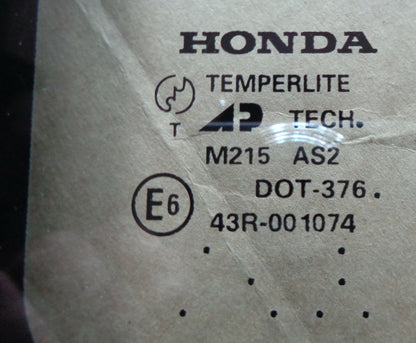 HONDA
TEMPERLITE
T AP TECH.
M215 AS2
DOT-376.
E6 43R-001074